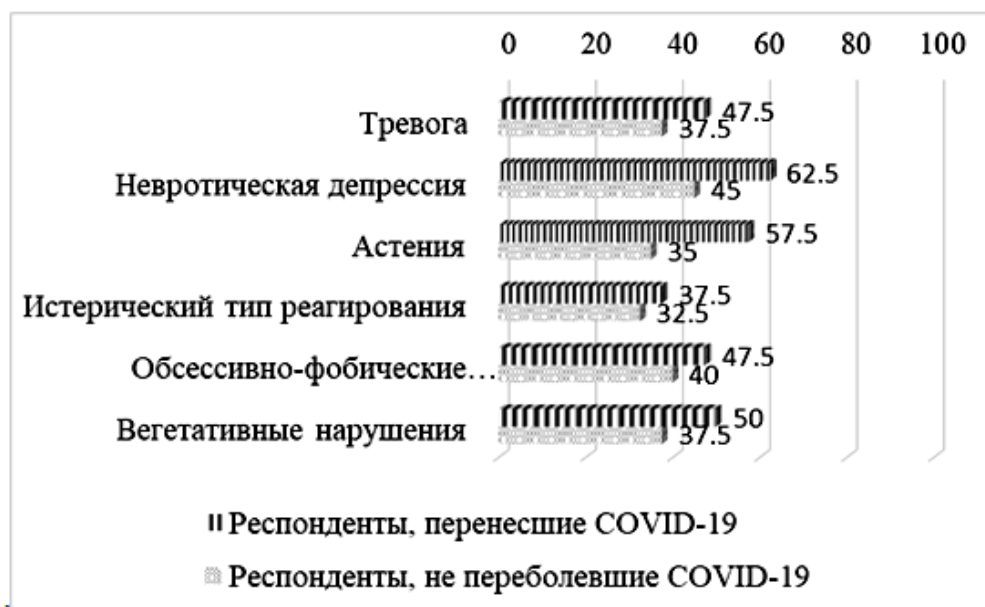 0 20 40 60 80 100
Тревога
47.5
37.5
Невротическая депрессия
62.5
45
Астения
57.5
35
Истерический тип реагирования
37.5
32.5
Обсессивно-фобические…
47.5
40
Вегетативные нарушения
50
37.5
Респонденты, перенесшие COVID-19
Респонденты, не переболевшие COVID-19